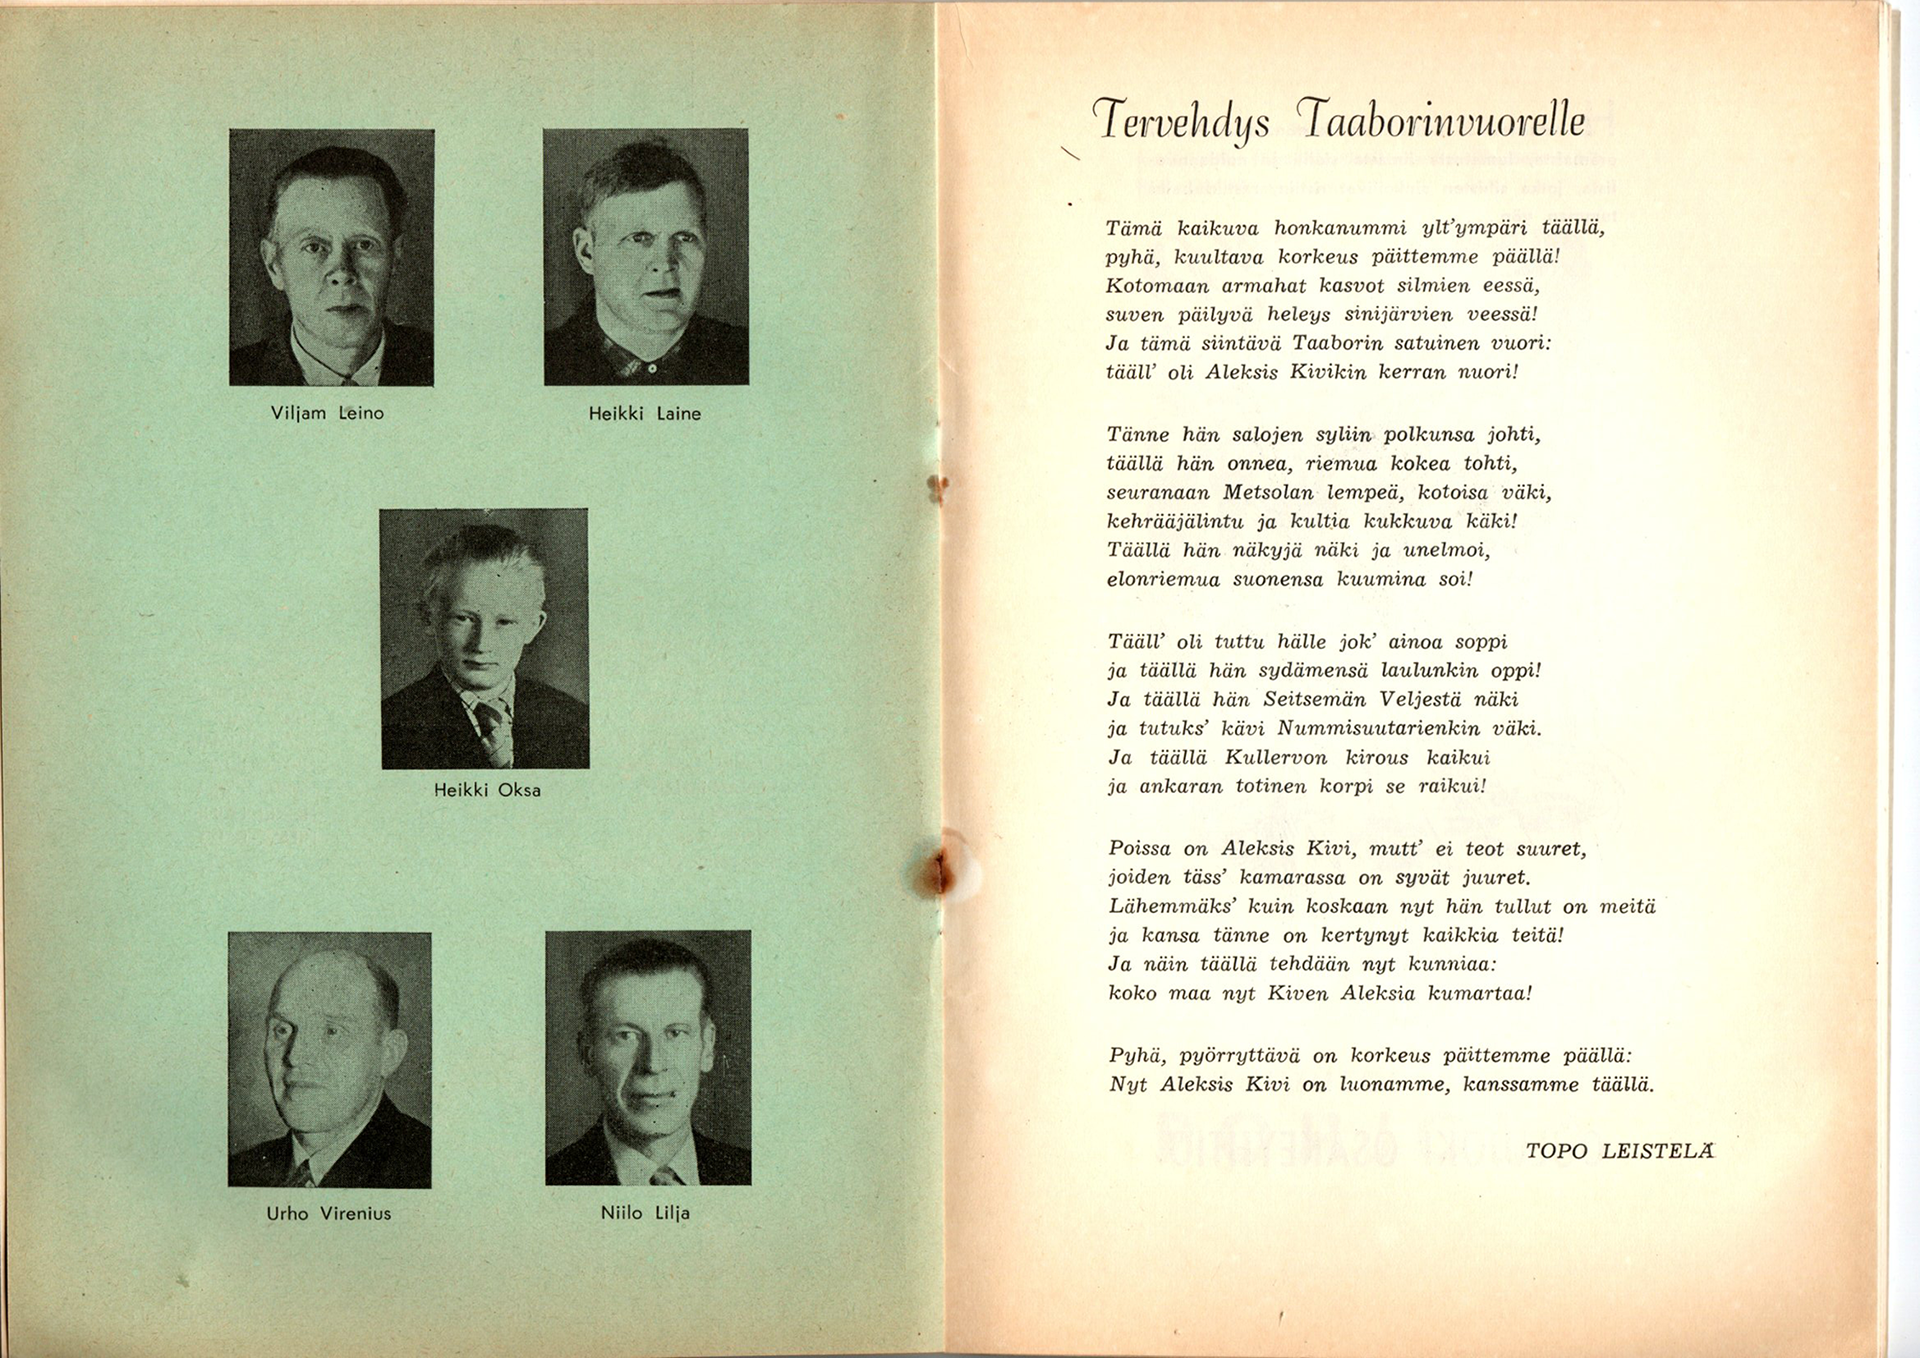 Viljam Leino
Heikki Laine
Heikki Oksa
Urho Virenius
Niilo Lilja
Tervehdys Taaborinvuorelle
Tämä kaikuva honkanummi ylt'ympäri täällä,
pyhä, kuultava korkeus päittemme päällä!
Kotomaan armahat kasvot silmien eessä,
suven päilyvä heleys sinijärvien veessä!
Ja tämä siintävä Taaborin satuinen vuori:
tääll' oli Aleksis Kivikin kerran nuori!
Tänne hän salojen syliin polkunsa johti,
täällä hän onnea, riemua kokea tohti,
seuranaan Metsolan lempeä, kotoisa väki,
kehrääjälintu ja kultia kukkuva käki!
Täällä hän näkyjä näki ja unelmoi,
elonriemua suonensa kuumina soi!
Tääll' oli tuttu hälle jok' ainoa soppi
ja täällä hän sydämensä laulunkin oppi!
Ja täällä hän Seitsemän Veljestä näki
ja tutuks' kävi Nummisuutarienkin väki.
Ja täällä Kullervon kirous kaikui
ja ankaran totinen korpi se raikui!
Poissa on Aleksis Kivi, mutt' ei teot suuret,
joiden täss' kamarassa on syvät juuret.
Lähemmäks' kuin koskaan nyt hän tullut on meitä
ja kansa tänne on kertynyt kaikkia teitä!
Ja näin täällä tehdään nyt kunniaa:
koko maa nyt Kiven Aleksia kumartaa!
Pyhä, pyörryttävä on korkeus päittemme päällä:
Nyt Aleksis Kivi on luonamme, kanssamme täällä.
TOPO LEISTELÄ